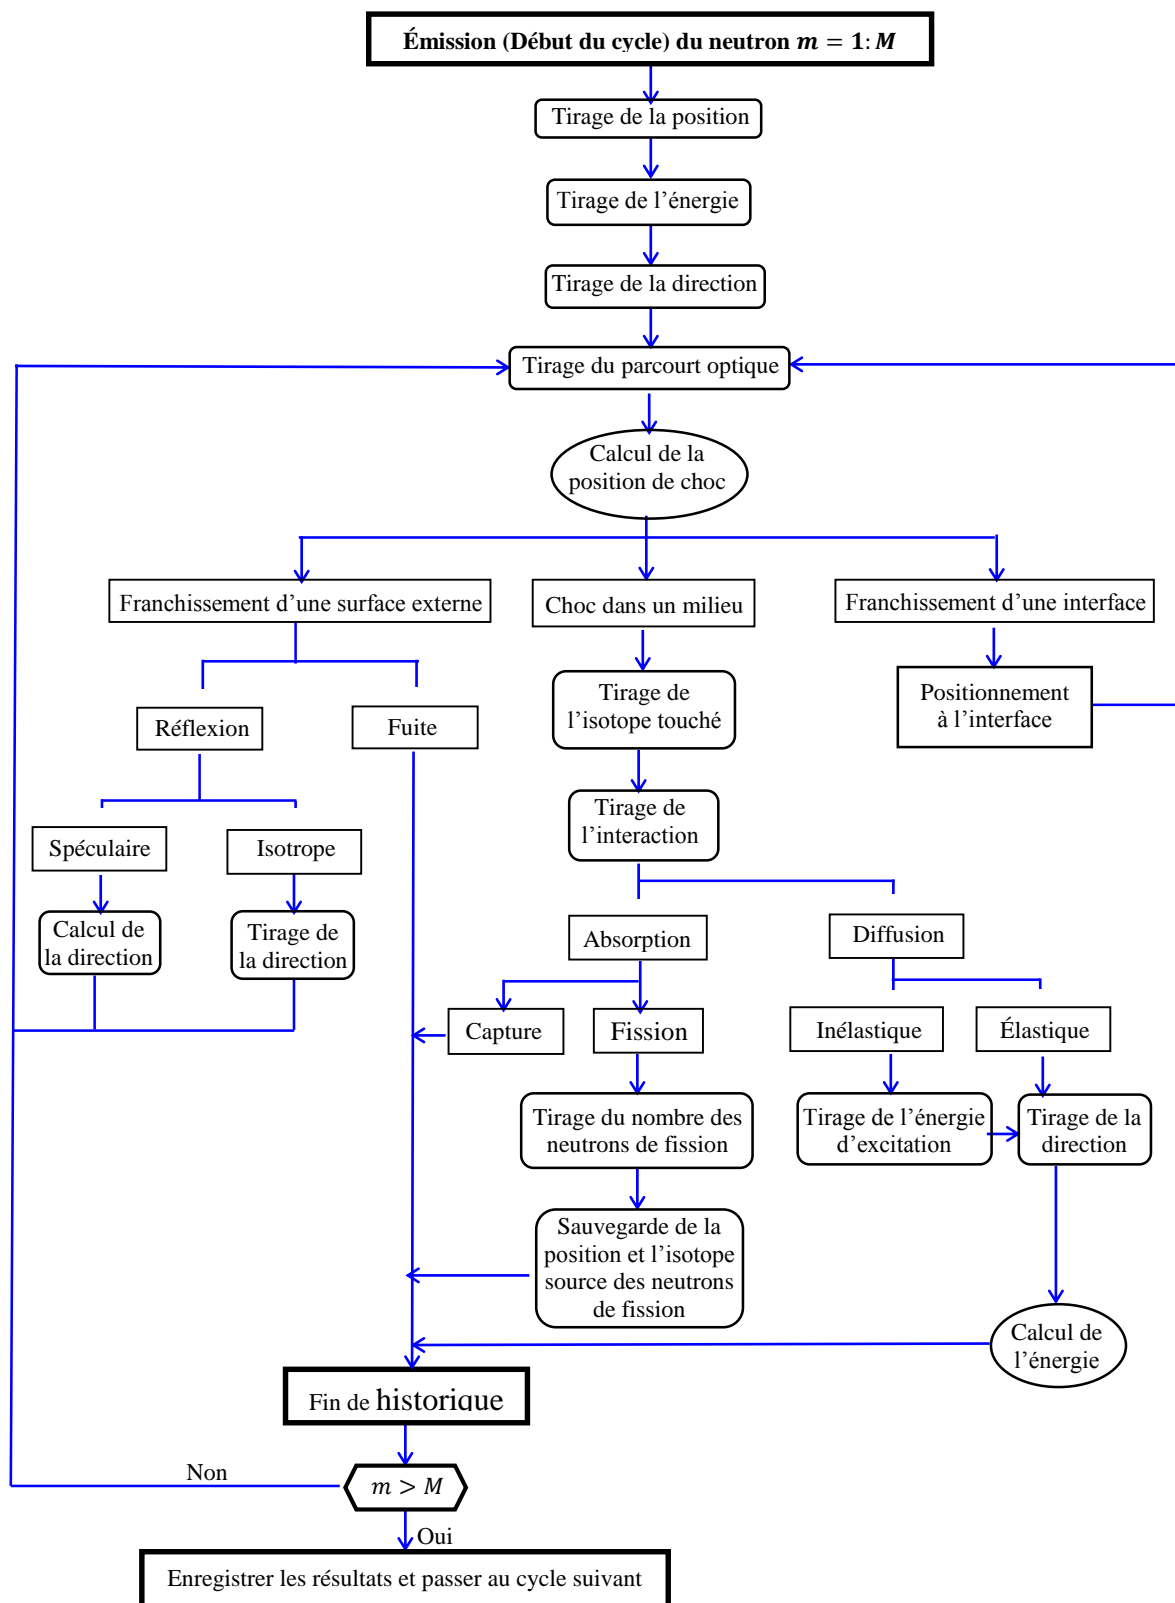 Émission (Début du cycle) du neutron m = 1: M
Tirage de la position
Tirage de l’énergie
Tirage de la direction
Tirage du parcourt optique
Calcul de la
position de choc
Franchissement d’une surface externe
Choc dans un milieu
Franchissement d’une interface
Tirage de
l’isotope touché
Positionnement
à l’interface
Réflexion
Fuite
Tirage de
l’interaction
Spéculaire
Isotrope
Calcul de
la direction
Tirage de
la direction
Absorption
Diffusion
Capture
Fission
Inélastique
Élastique
Tirage du nombre des
neutrons de fission
Tirage de l’énergie
d’excitation
Tirage de la
direction
Sauvegarde de la
position et l’isotope
source des neutrons
de fission
Calcul de
l’énergie
Fin de historique
Non
m > M
Oui
Enregistrer les résultats et passer au cycle suivant